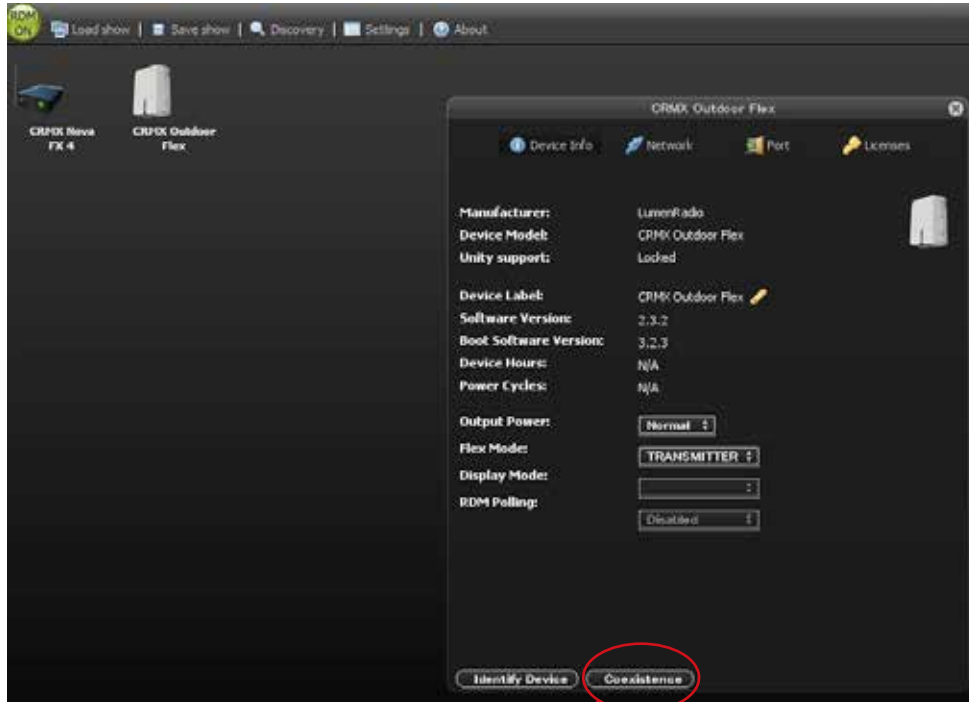 RDM
ON
Load show | Save show | Discovery | Settings | About
CRMX Nova
FX 4
CRMX Outdoor
Flex
CRMX Outdoor Flex
Device Info Network Port Licenses
Manufacturer: LumenRadio
Device Model: CRMX Outdoor Flex
Unity support: Locked
Device Label: CRMX Outdoor Flex
Software Version: 2.3.2
Boot Software Version: 3.2.3
Device Hours: N/A
Power Cycles: N/A
Output Power: Normal
Flex Mode: TRANSMITTER
Display Mode:
RDM Polling: Disabled
Identify Device Coexistence